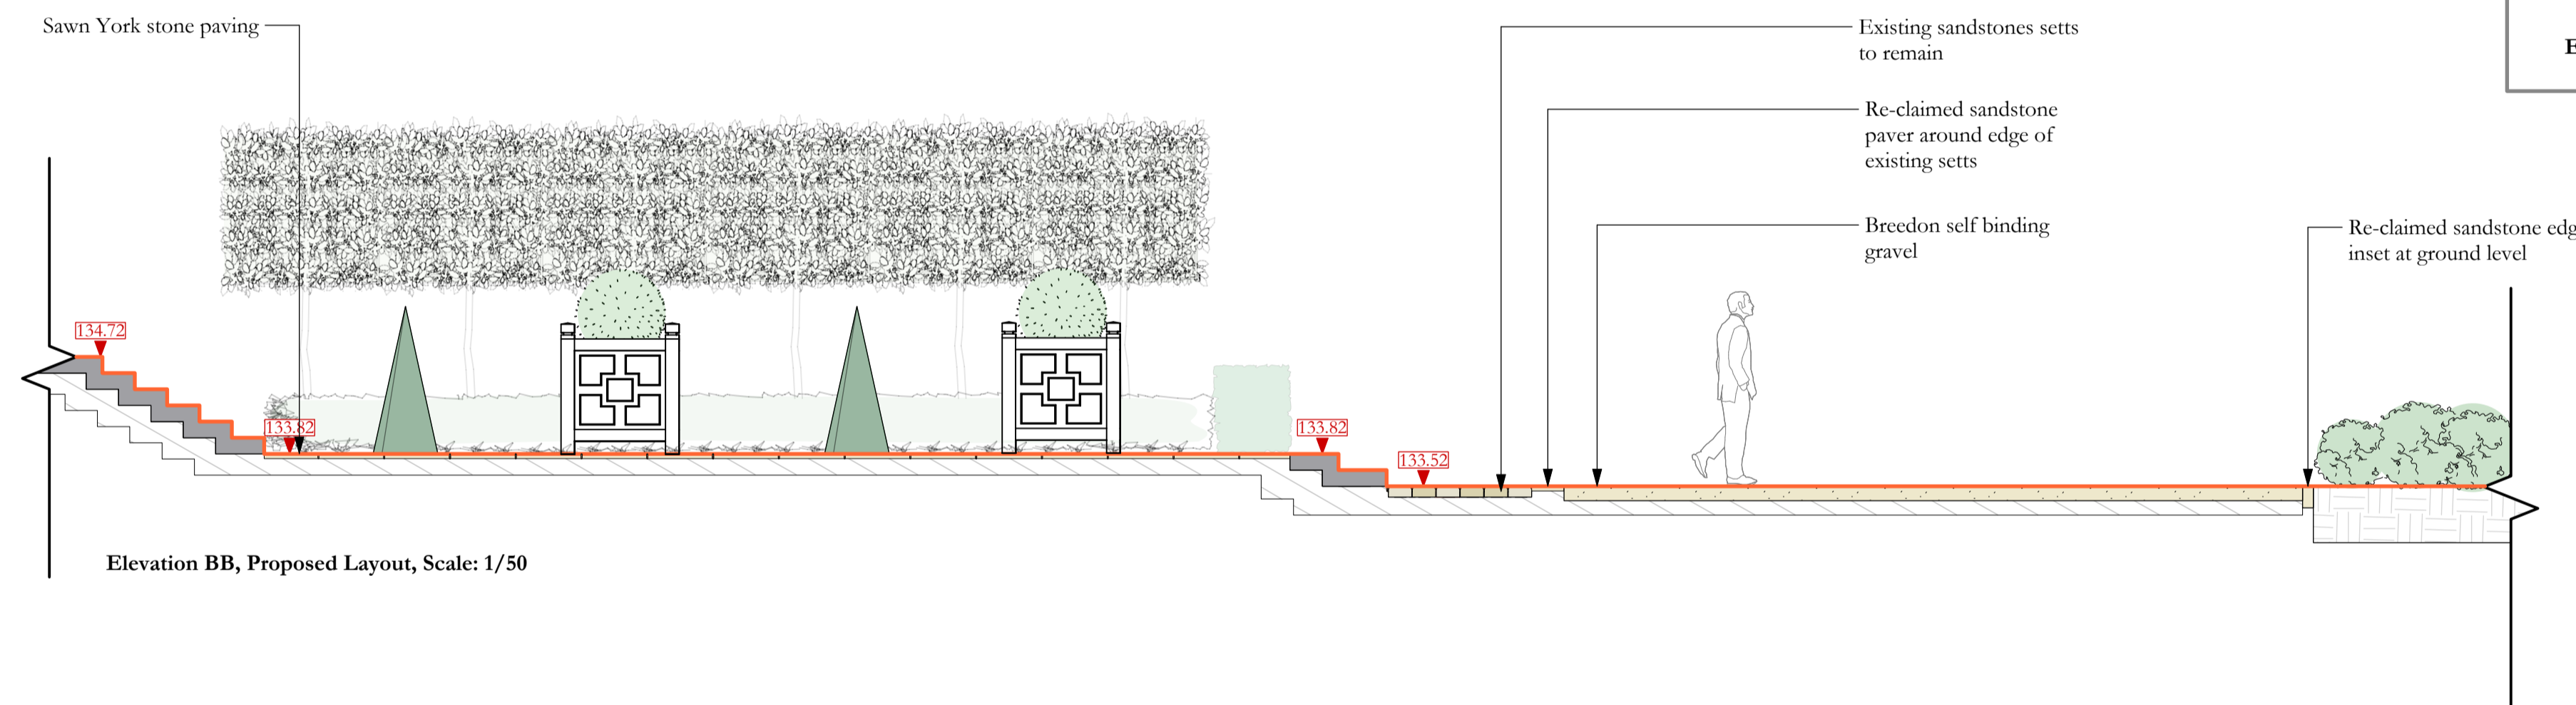 Sawn York stone paving
Existing sandstones setts
to remain
E
Re-claimed sandstone
paver around edge of
existing setts
Breedon self binding
gravel
Re-claimed sandstone edg
inset at ground level
134.72
133.82
133.82
133.52
Elevation BB, Proposed Layout, Scale: 1/50